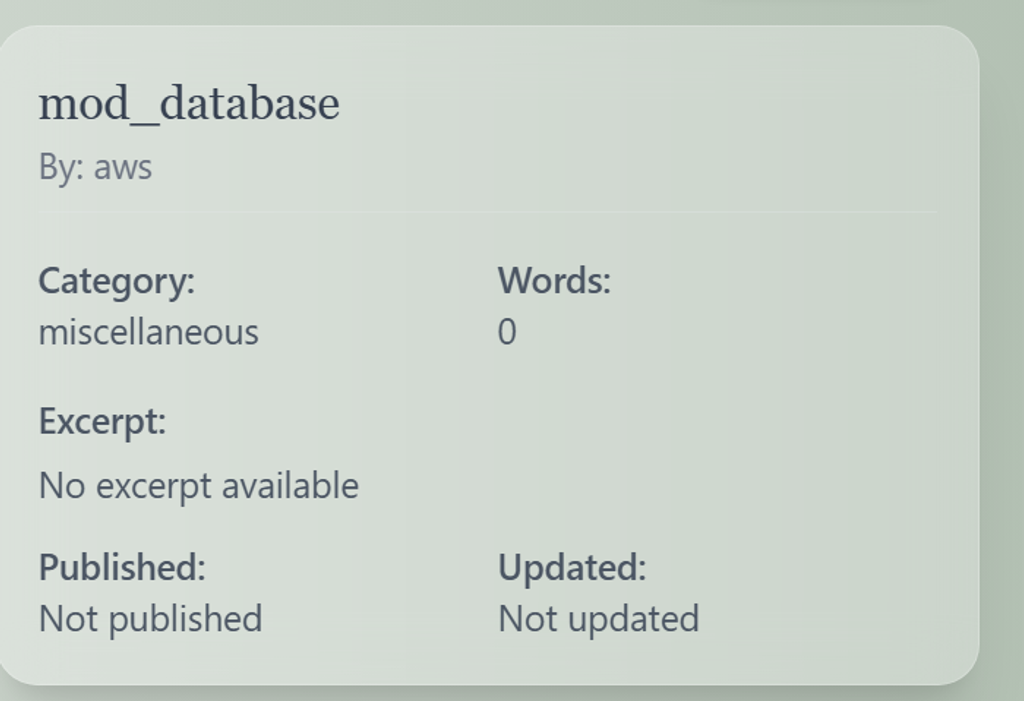 mod_database
By: aws
Category:
miscellaneous
Words:
0
Excerpt:
No excerpt available
Published:
Not published
Updated:
Not updated